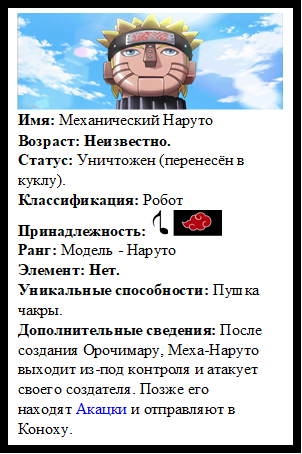 Имя: Механический Наруто
Возраст: Неизвестно.
Статус: Уничтожен (перенесён в
куклу).
Классификация: Робот
Принадлежность:
Ранг: Модель - Наруто
Элемент: Нет.
Уникальные способности: Пушка
чакры.
Дополнительные сведения: После
создания Орочимару, Меха-Наруто
выходит из-под контроля и атакует
своего создателя. Позже его
находят Акацки и отправляют в
Коноху.